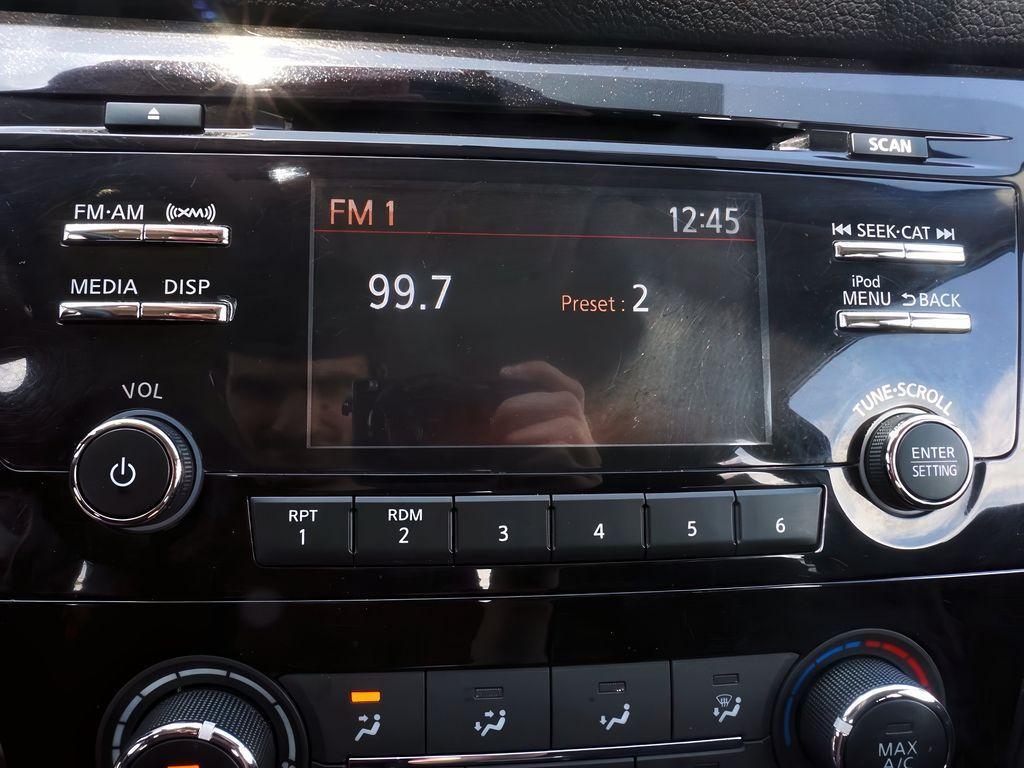 SCAN
FM·AM XM
FM 1 12:45
SEEK·CAT
MEDIA DISP
99.7 Preset : 2
iPod
MENU BACK
VOL
TUNE·SCROLL
ENTER
SETTING
RPT
1
RDM
2
3
4
5
6
MAX
A/C